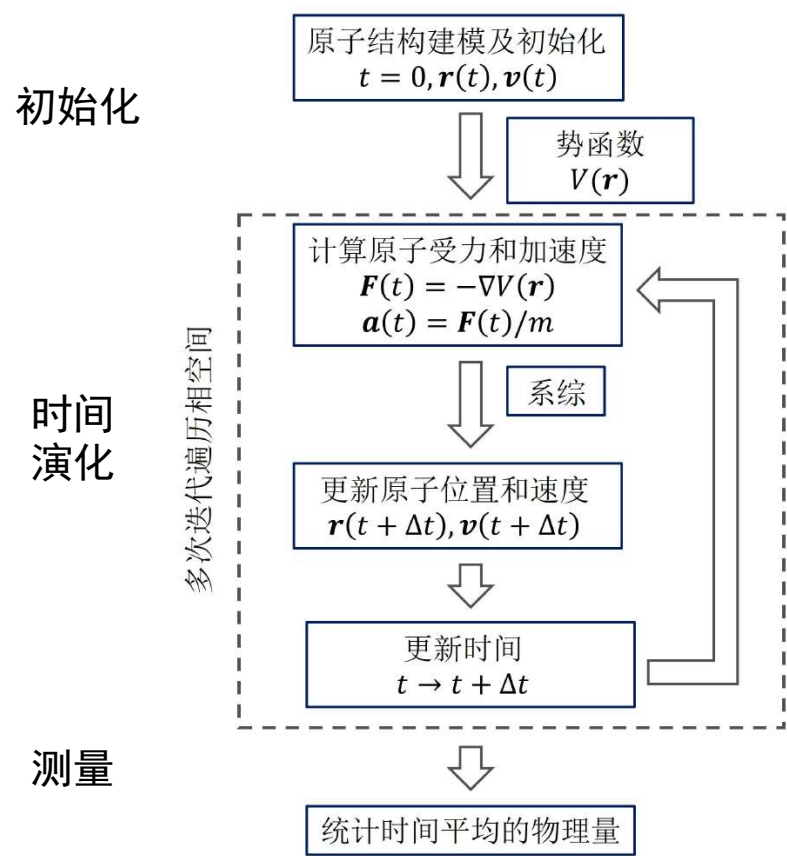 原子结构建模及初始化
t = 0, r(t), v(t)
初始化
势函数
V(r)
计算原子受力和加速度
F(t) = −∇V(r)
a(t) = F(t)/m
多次迭代遍历相空间
系综
时间
演化
更新原子位置和速度
r(t + Δt), v(t + Δt)
更新时间
t → t + Δt
测量
统计时间平均的物理量